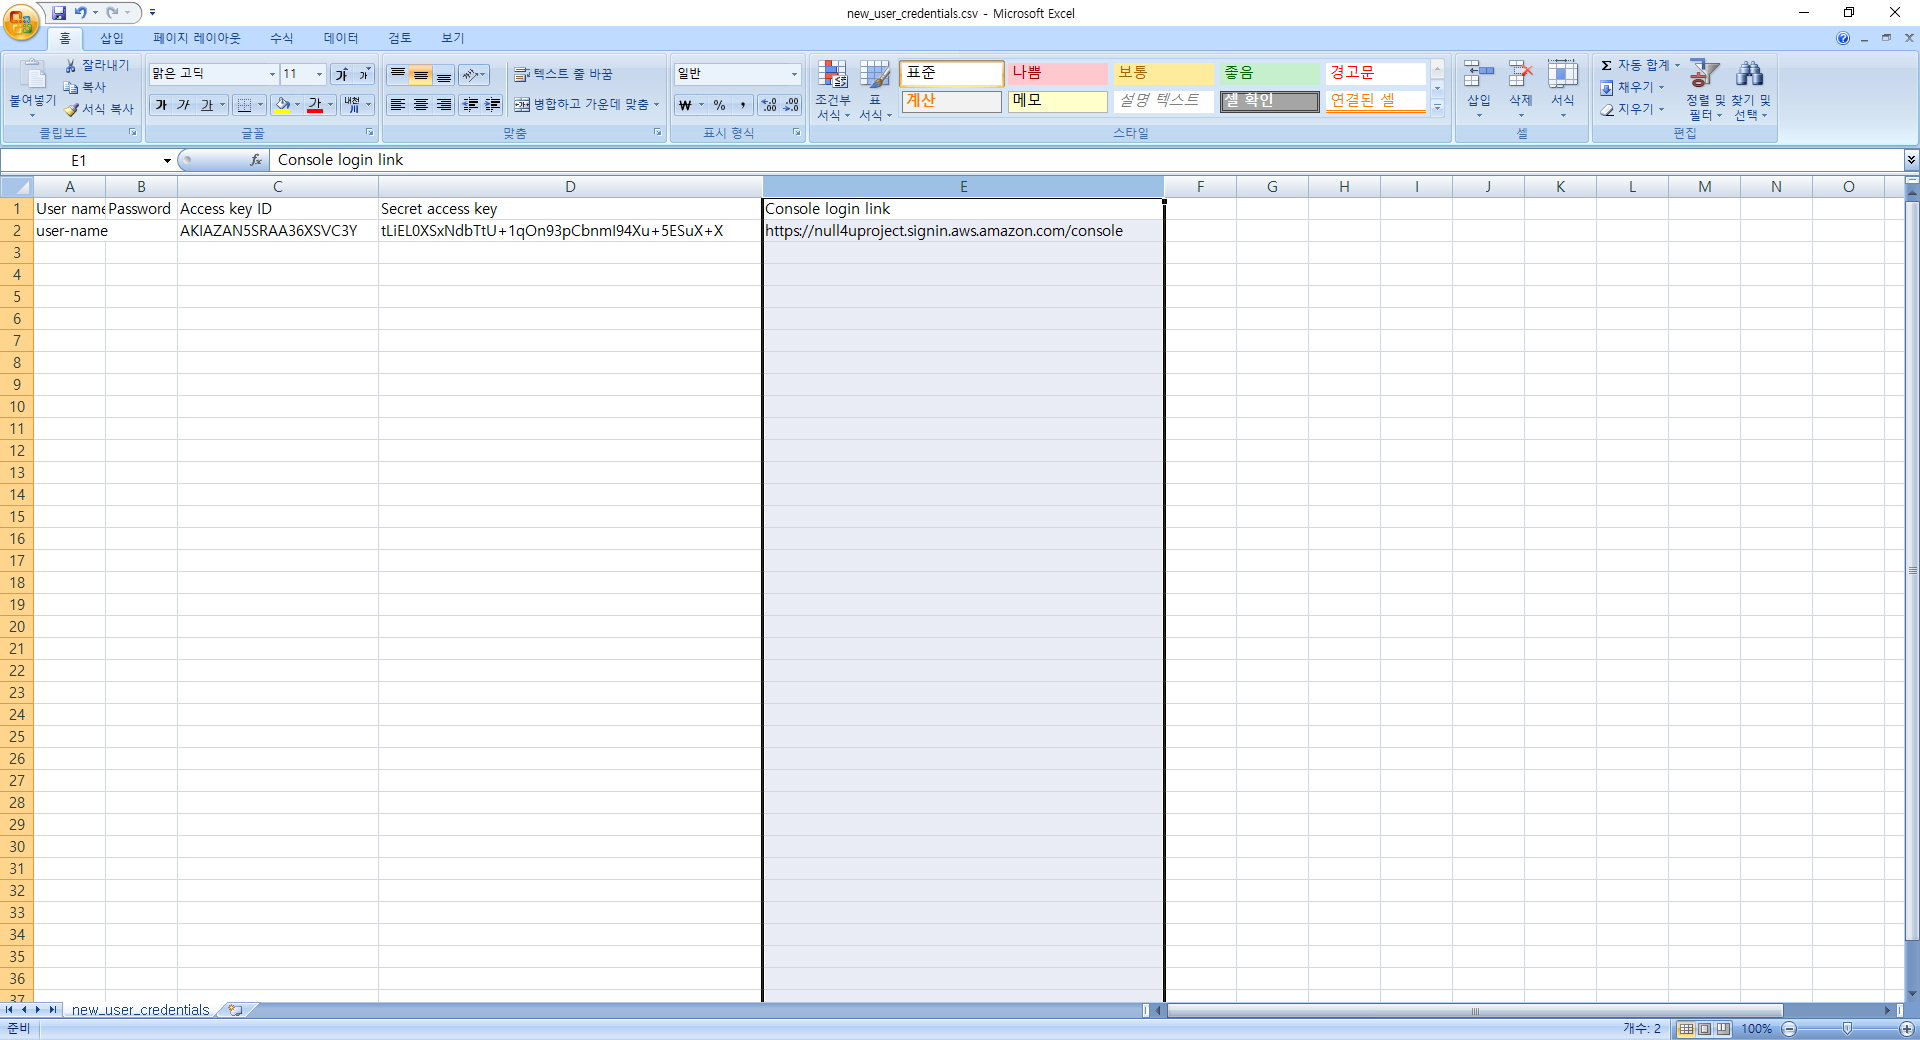 new_user_credentials.csv - Microsoft Excel
홈 삽입 페이지 레이아웃 수식 데이터 검토 보기
붙여넣기
잘라내기
복사
서식 복사
클립보드
맑은 고딕 11
가 가
가 가 가 가 내천 川
글꼴
텍스트 줄 바꿈
병합하고 가운데 맞춤
맞춤
일반
₩ % ,
표시 형식
조건부 서식
표 서식
표준 나쁨 보통 좋음 경고문
계산 메모 설명 텍스트 셀 확인 연결된 셀
스타일
삽입 삭제 서식
셀
Σ 자동 합계
채우기
지우기
정렬 및 필터
찾기 및 선택
편집
E1 fx Console login link
A B C D E F G H I J K L M N O
1 User name Password Access key ID Secret access key Console login link
2 user-name AKIAZAN5SRAA36XSVC3Y tLiEL0XSxNdbTtU+1qOn93pCbnmI94Xu+5ESuX+X https://null4uproject.signin.aws.amazon.com/console
3
4
5
6
7
8
9
10
11
12
13
14
15
16
17
18
19
20
21
22
23
24
25
26
27
28
29
30
31
32
33
34
35
36
37
new_user_credentials
준비 개수: 2 100%